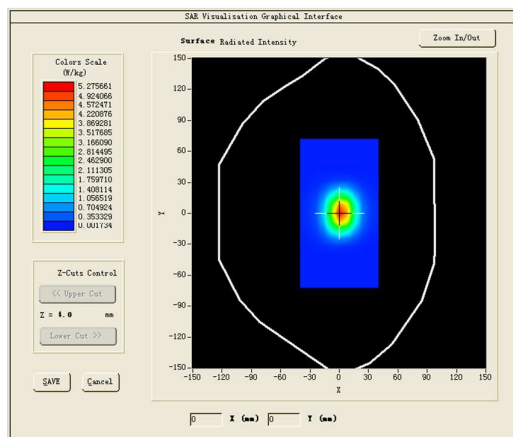 SAR Visualisation Graphical Interface
Surface Radiated Intensity
Zoom In/Out
Colors Scale
(W/kg)
5.275661
4.924066
4.572471
4.220876
3.869281
3.517685
3.166090
2.814495
2.462900
2.111305
1.759710
1.408114
1.056519
0.704924
0.353329
0.001734
Z-Cuts Control
<< Upper Cut
Z = 4.0 mm
Lower Cut >>
SAVE
Cancel
150
120
90
60
30
0
-30
-60
-90
-120
-150
Y
-150 -120 -90 -60 -30 0 30 60 90 120 150
X
0 X (mm) 0 Y (mm)